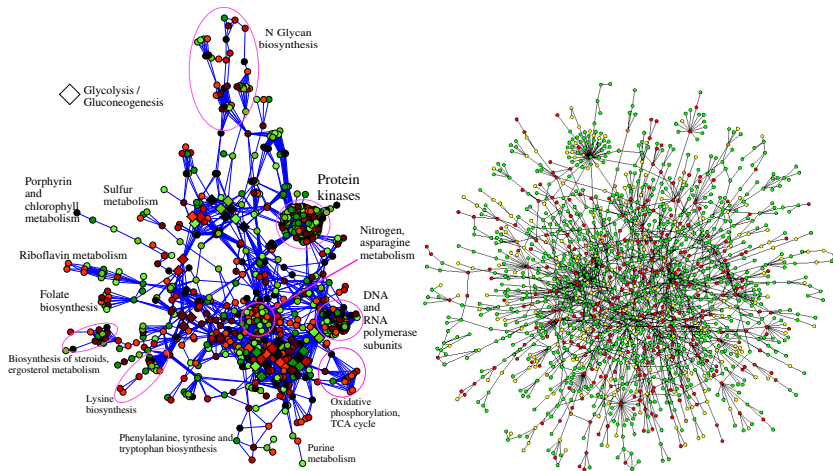 N Glycan
biosynthesis
Glycolysis /
Gluconeogenesis
Protein
kinases
Porphyrin
and
chlorophyll
metabolism
Sulfur
metabolism
Nitrogen,
asparagine
metabolism
Riboflavin metabolism
Folate
biosynthesis
DNA
and
RNA
polymerase
subunits
Biosynthesis of steroids,
ergosterol metabolism
Lysine
biosynthesis
Oxidative
phosphorylation,
TCA cycle
Phenylalanine, tyrosine and
tryptophan biosynthesis
Purine
metabolism